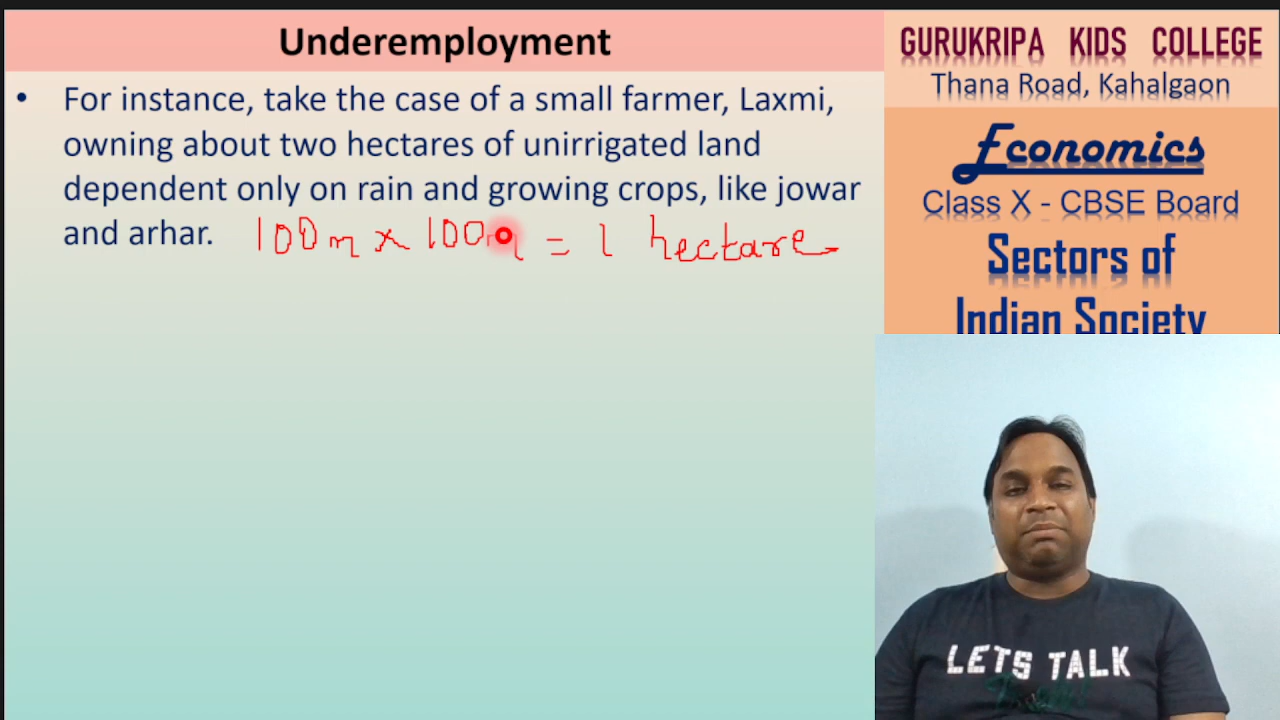 Underemployment
• For instance, take the case of a small farmer, Laxmi,
owning about two hectares of unirrigated land
dependent only on rain and growing crops, like jowar
and arhar. 100m x 100m = 1 hectare
GURUKRIPA KIDS COLLEGE
Thana Road, Kahalgaon
Economics
Class X - CBSE Board
Sectors of
Indian Society
LETS TALK